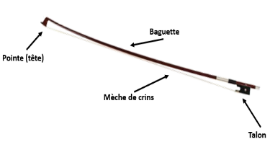 Baguette
Pointe (tête)
Mèche de crins
Talon